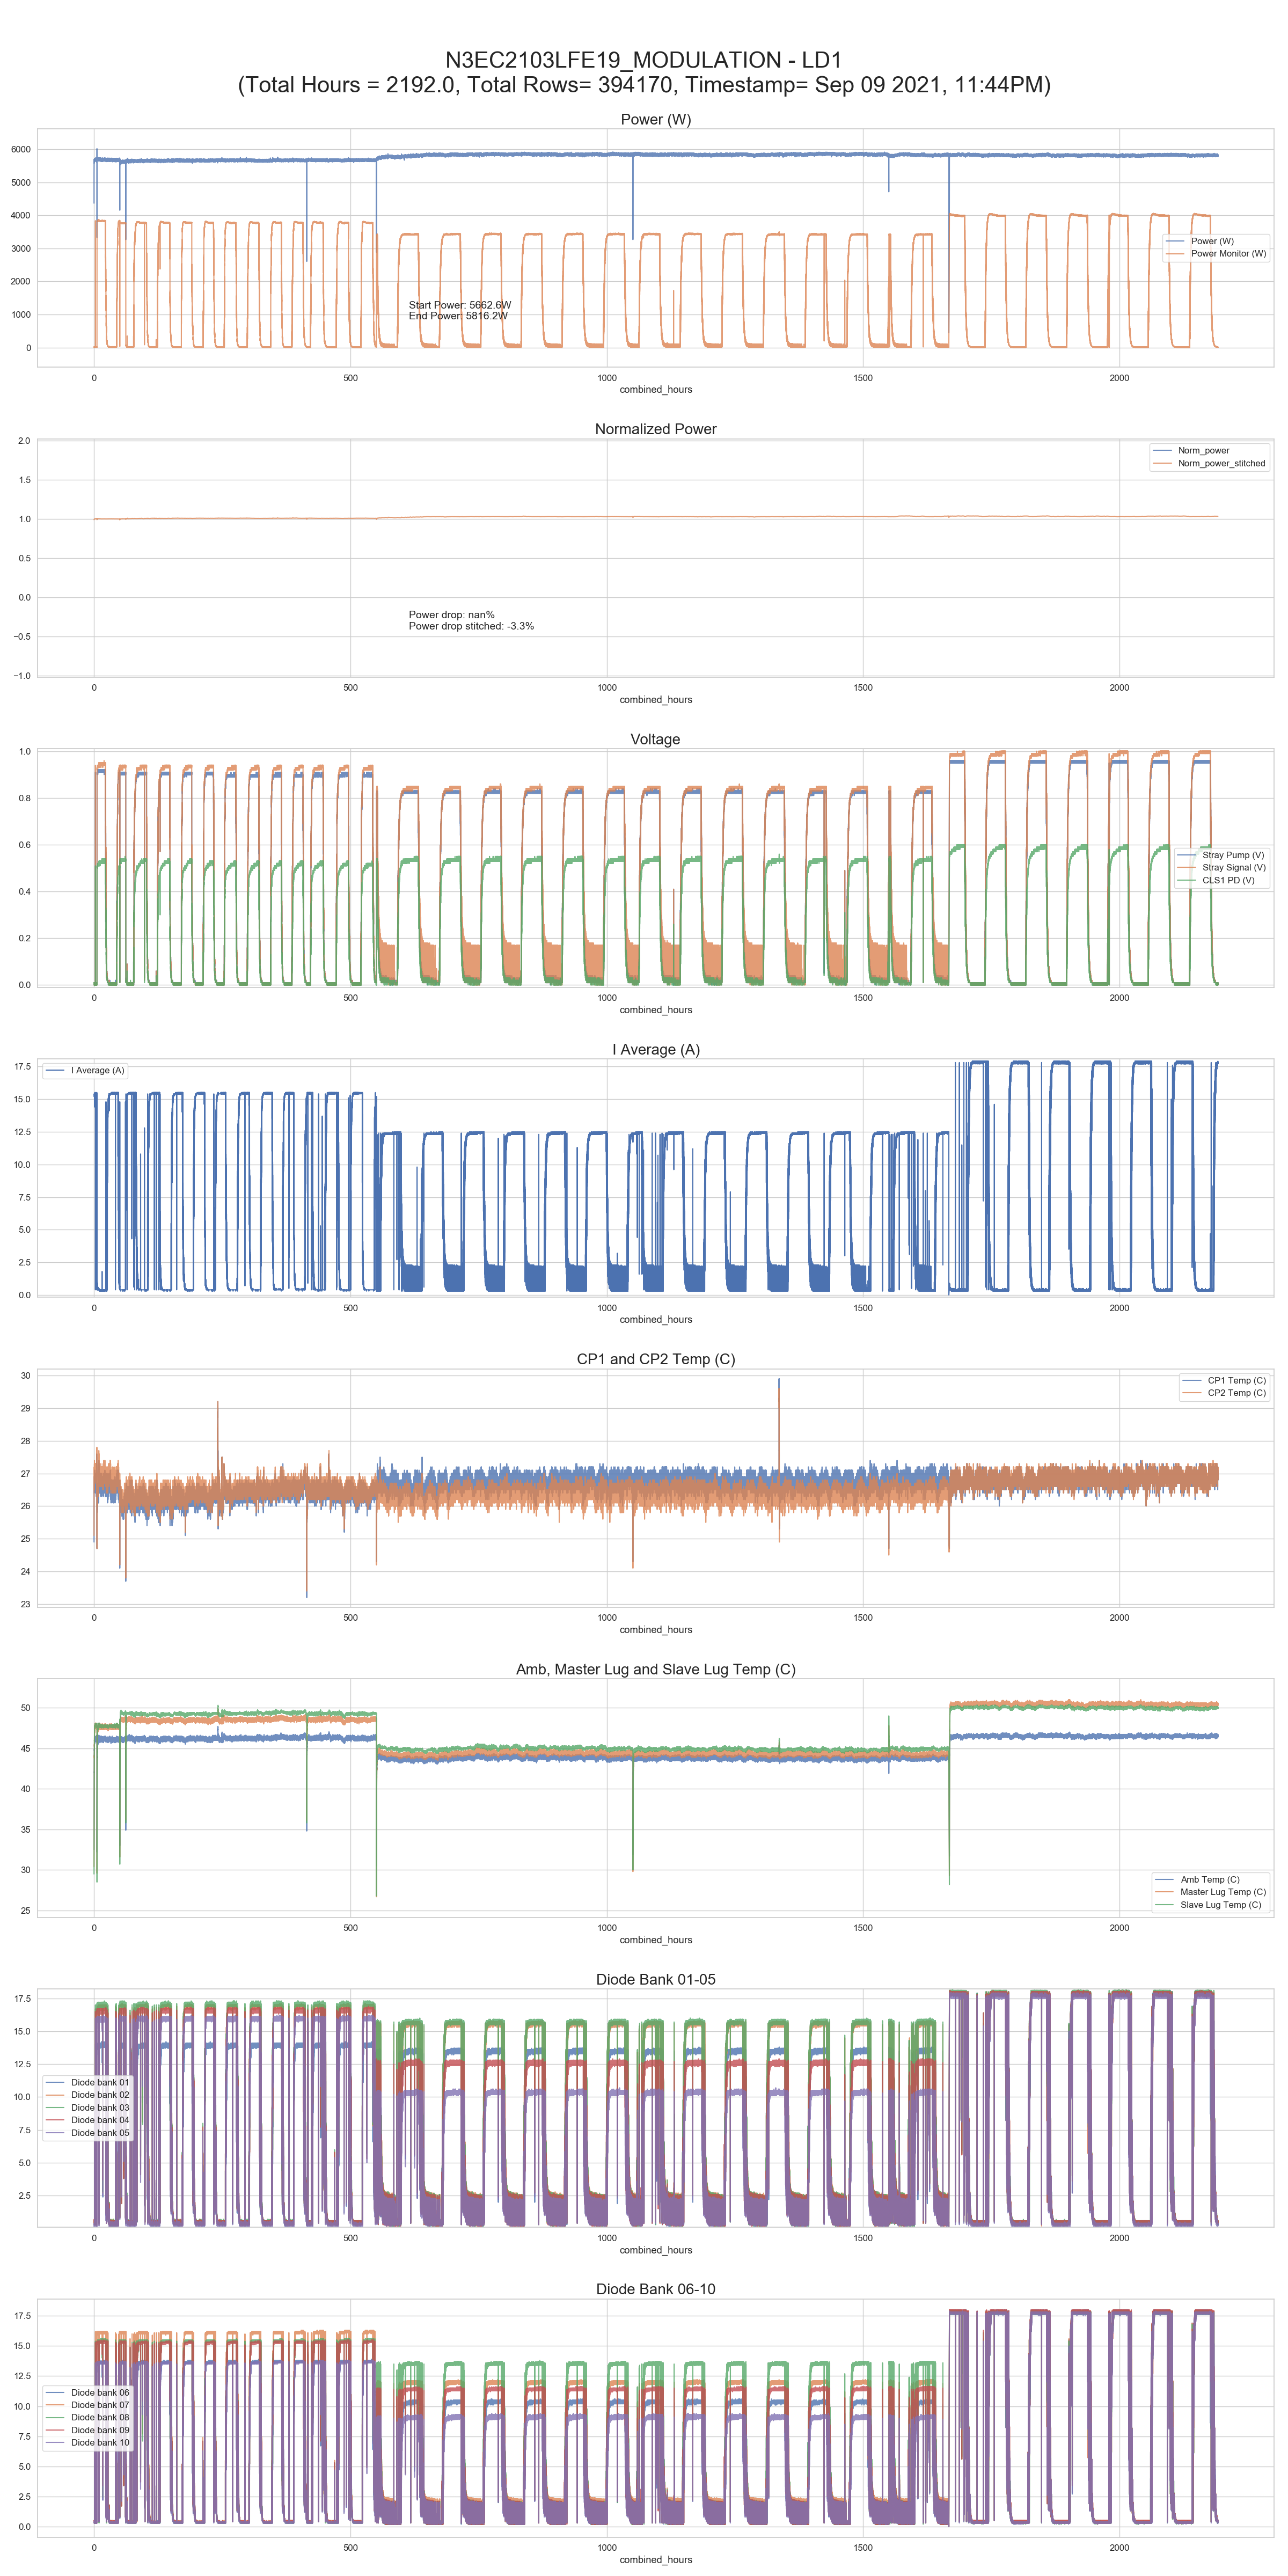 N3EC2103LFE19_MODULATION - LD1
(Total Hours = 2192.0, Total Rows= 394170, Timestamp= Sep 09 2021, 11:44PM)
Power (W)
6000
5000
4000
3000
2000
1000
0
Power (W)
Power Monitor (W)
Start Power: 5662.6W
End Power: 5816.2W
0 500 1000 1500 2000
combined_hours
Normalized Power
2.0
1.5
1.0
0.5
0.0
−0.5
−1.0
Norm_power
Norm_power_stitched
Power drop: nan%
Power drop stitched: -3.3%
0 500 1000 1500 2000
combined_hours
Voltage
1.0
0.8
0.6
0.4
0.2
0.0
Stray Pump (V)
Stray Signal (V)
CLS1 PD (V)
0 500 1000 1500 2000
combined_hours
I Average (A)
17.5
15.0
12.5
10.0
7.5
5.0
2.5
0.0
I Average (A)
0 500 1000 1500 2000
combined_hours
CP1 and CP2 Temp (C)
30
29
28
27
26
25
24
23
CP1 Temp (C)
CP2 Temp (C)
0 500 1000 1500 2000
combined_hours
Amb, Master Lug and Slave Lug Temp (C)
50
45
40
35
30
25
Amb Temp (C)
Master Lug Temp (C)
Slave Lug Temp (C)
0 500 1000 1500 2000
combined_hours
Diode Bank 01-05
17.5
15.0
12.5
10.0
7.5
5.0
2.5
Diode bank 01
Diode bank 02
Diode bank 03
Diode bank 04
Diode bank 05
0 500 1000 1500 2000
combined_hours
Diode Bank 06-10
17.5
15.0
12.5
10.0
7.5
5.0
2.5
0.0
Diode bank 06
Diode bank 07
Diode bank 08
Diode bank 09
Diode bank 10
0 500 1000 1500 2000
combined_hours